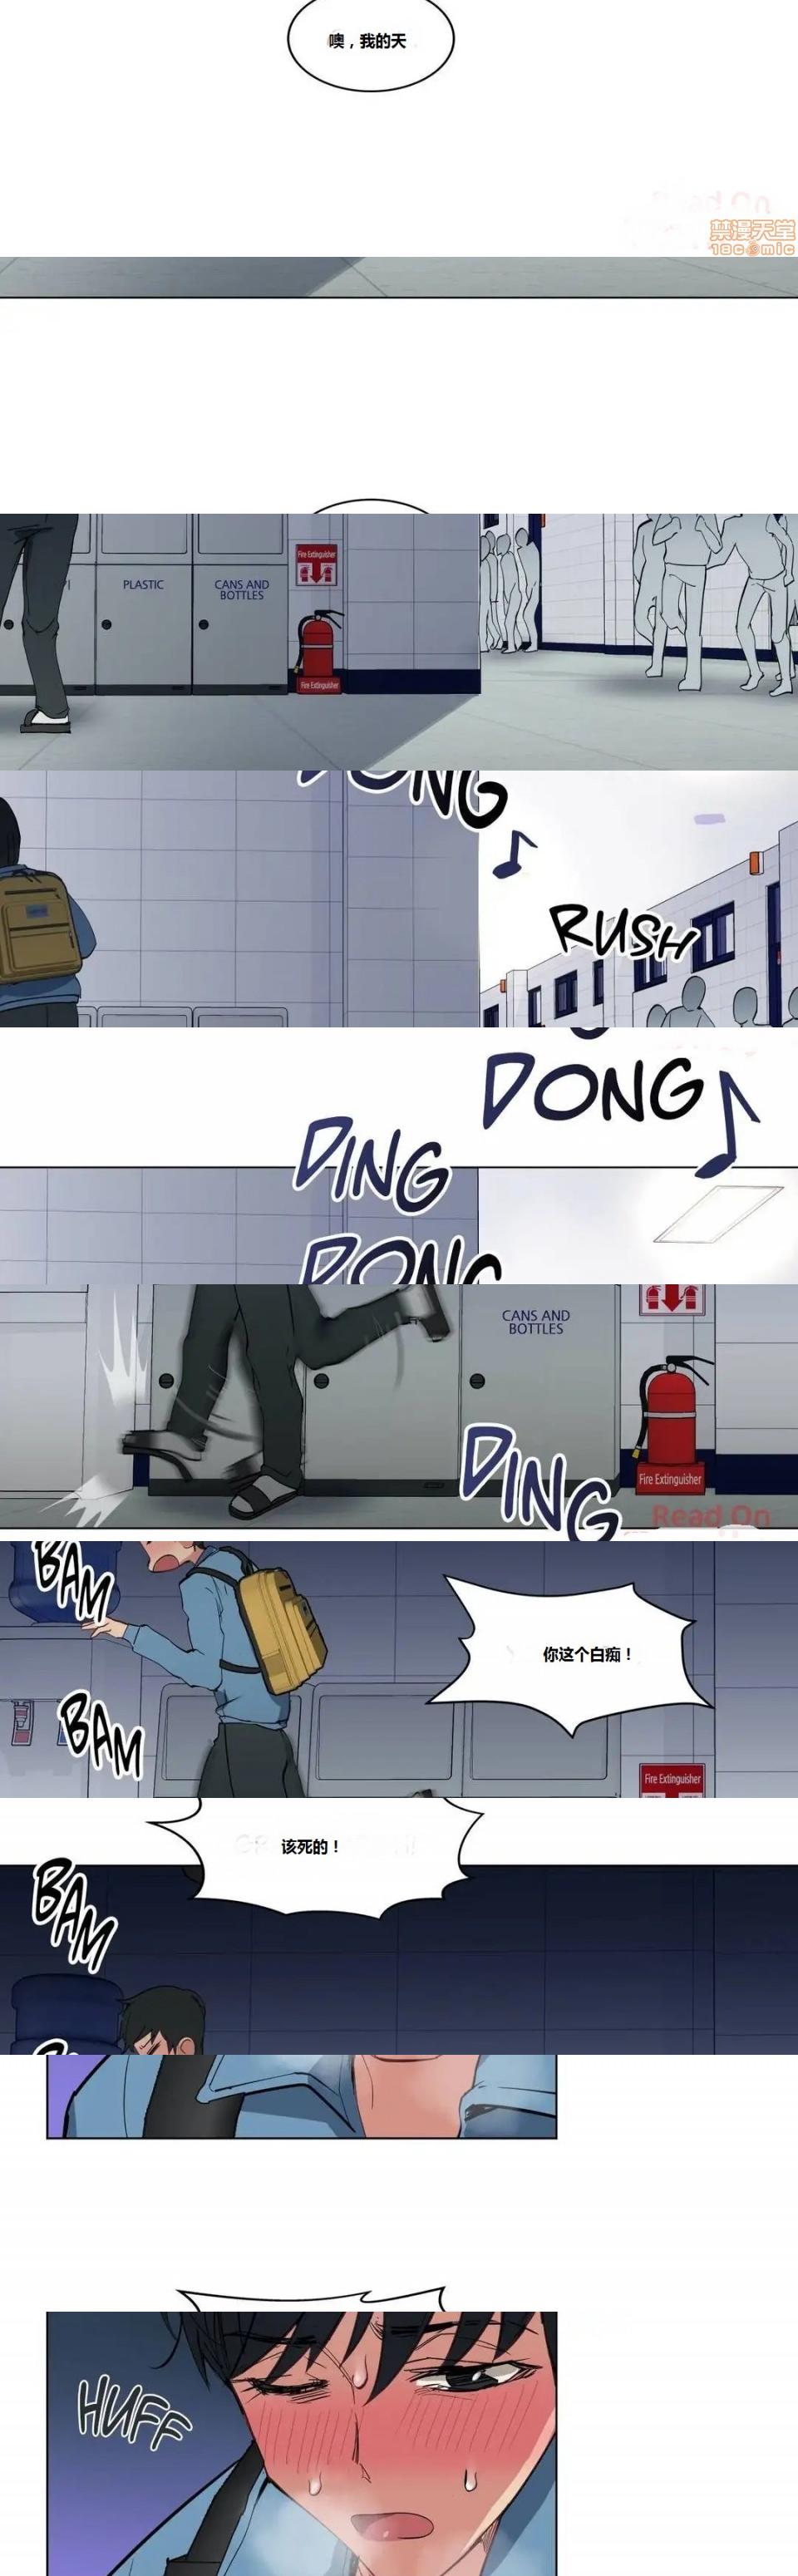 噢，我的天
禁漫天堂
18comic
Fire Extinguisher
PLASTIC
CANS AND
BOTTLES
Fire Extinguisher
DONG
RUSH
DONG
DING
DONG
CANS AND
BOTTLES
Fire Extinguisher
DING
Read On
BAM
你这个白痴！
BAM
Fire Extinguisher
该死的！
BAM
HUFF